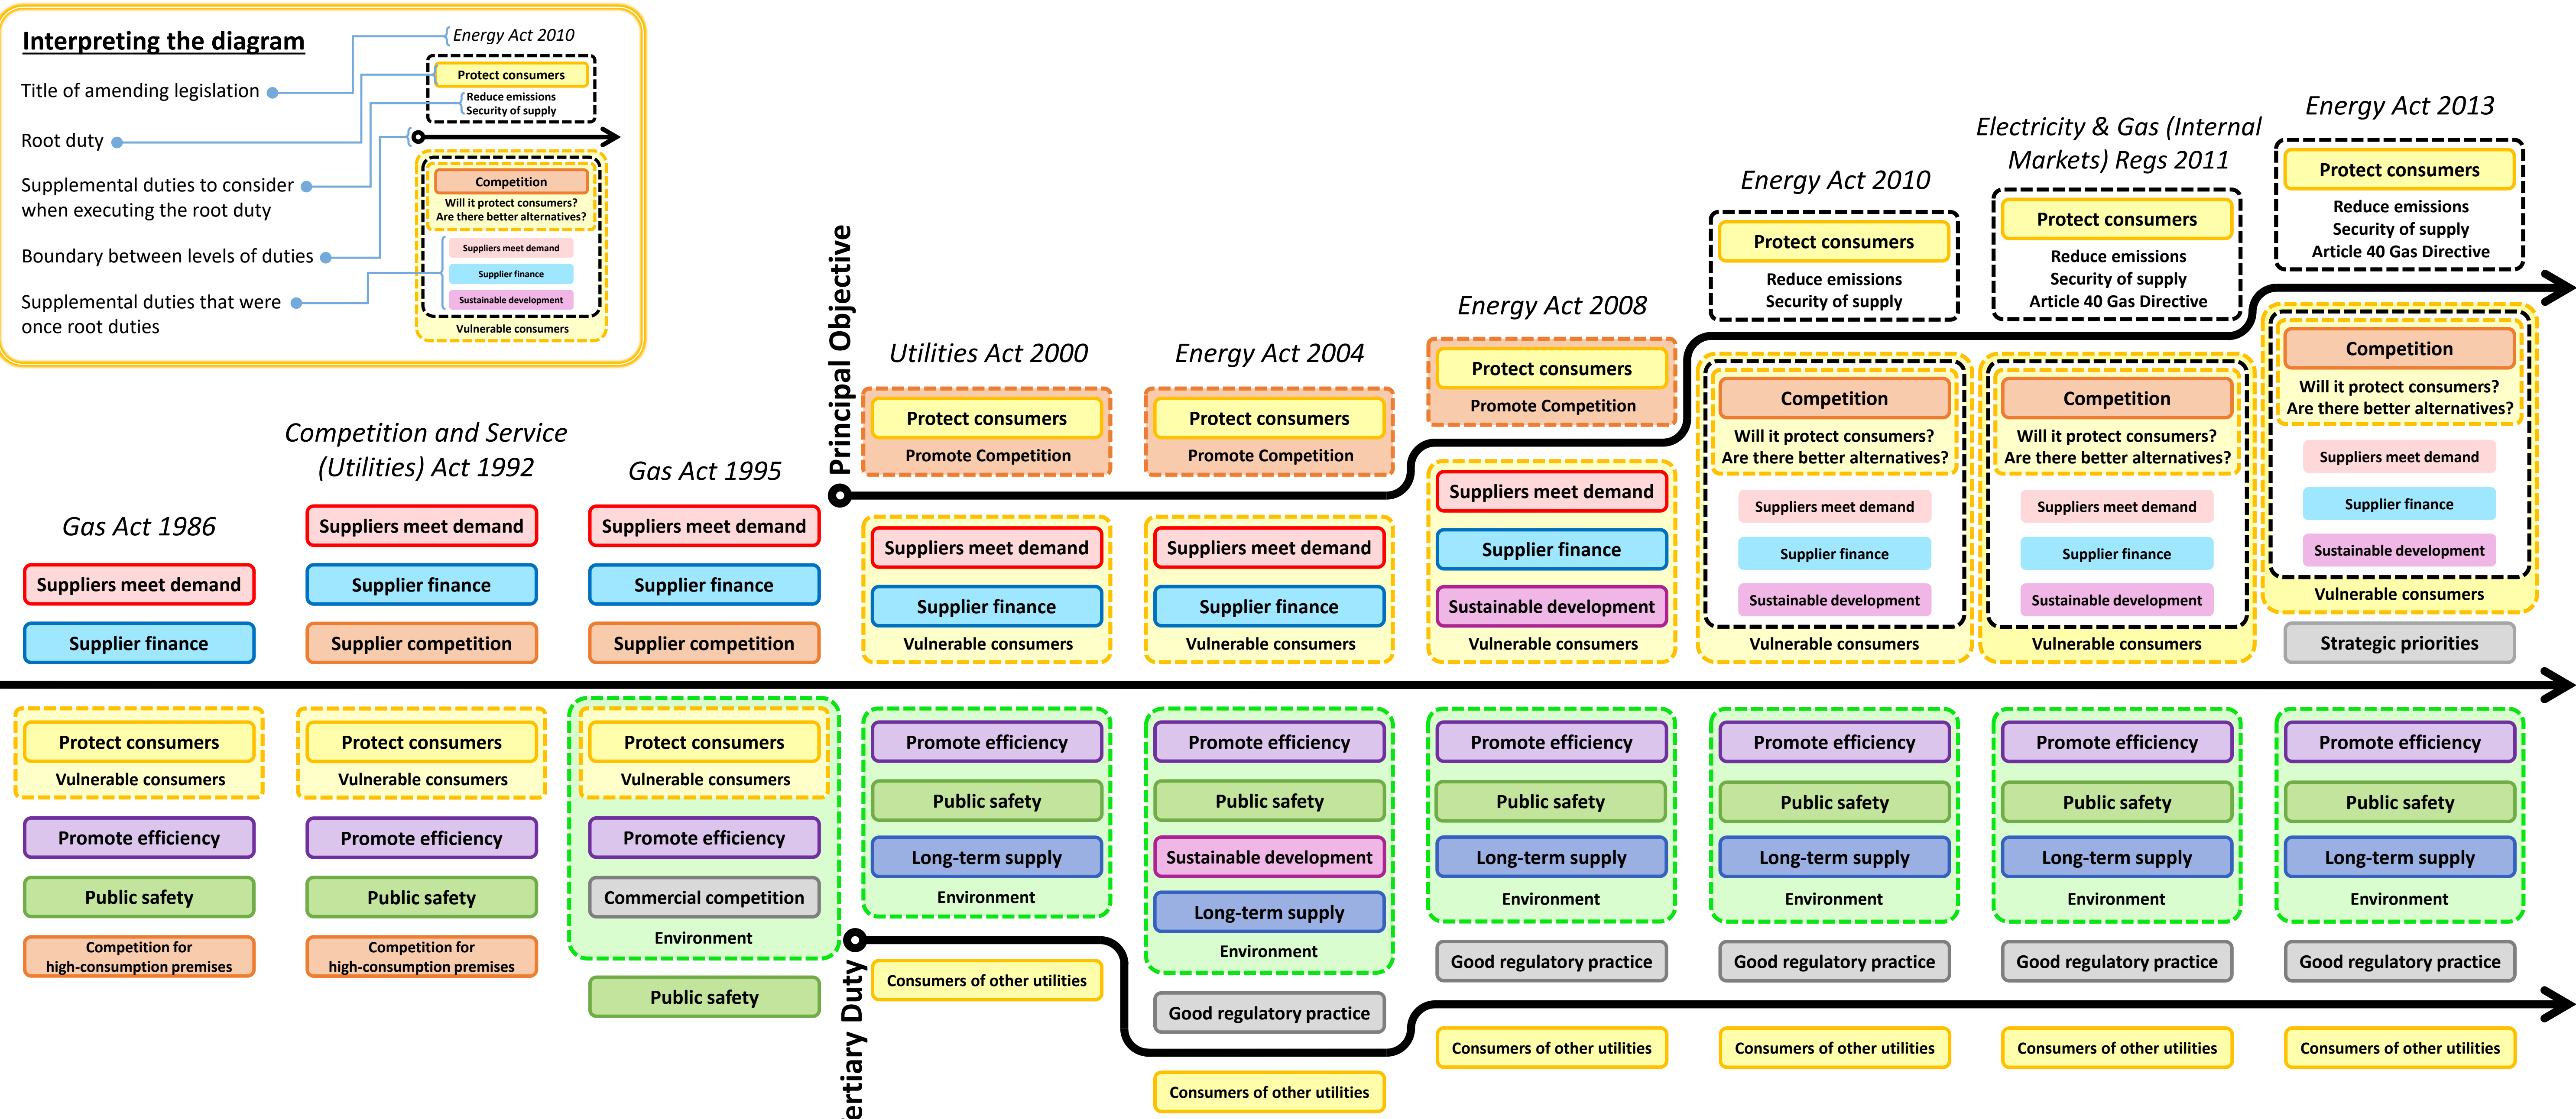 Interpreting the diagram
Title of amending legislation
Root duty
Supplemental duties to consider
when executing the root duty
Boundary between levels of duties
Supplemental duties that were
once root duties
Energy Act 2010
Protect consumers
Reduce emissions
Security of supply
Competition
Will it protect consumers?
Are there better alternatives?
Suppliers meet demand
Supplier finance
Sustainable development
Vulnerable consumers
Gas Act 1986
Suppliers meet demand
Supplier finance
Protect consumers
Vulnerable consumers
Promote efficiency
Public safety
Competition for
high-consumption premises
Competition and Service
(Utilities) Act 1992
Suppliers meet demand
Supplier finance
Supplier competition
Protect consumers
Vulnerable consumers
Promote efficiency
Public safety
Competition for
high-consumption premises
Gas Act 1995
Suppliers meet demand
Supplier finance
Supplier competition
Protect consumers
Vulnerable consumers
Promote efficiency
Commercial competition
Environment
Public safety
Principal Objective
ertiary Duty
Utilities Act 2000
Protect consumers
Promote Competition
Suppliers meet demand
Supplier finance
Vulnerable consumers
Promote efficiency
Public safety
Long-term supply
Environment
Consumers of other utilities
Energy Act 2004
Protect consumers
Promote Competition
Suppliers meet demand
Supplier finance
Vulnerable consumers
Promote efficiency
Public safety
Sustainable development
Long-term supply
Environment
Good regulatory practice
Consumers of other utilities
Energy Act 2008
Protect consumers
Promote Competition
Suppliers meet demand
Supplier finance
Sustainable development
Vulnerable consumers
Promote efficiency
Public safety
Long-term supply
Environment
Good regulatory practice
Consumers of other utilities
Energy Act 2010
Protect consumers
Reduce emissions
Security of supply
Competition
Will it protect consumers?
Are there better alternatives?
Suppliers meet demand
Supplier finance
Sustainable development
Vulnerable consumers
Promote efficiency
Public safety
Long-term supply
Environment
Good regulatory practice
Consumers of other utilities
Electricity & Gas (Internal
Markets) Regs 2011
Protect consumers
Reduce emissions
Security of supply
Article 40 Gas Directive
Competition
Will it protect consumers?
Are there better alternatives?
Suppliers meet demand
Supplier finance
Sustainable development
Vulnerable consumers
Promote efficiency
Public safety
Long-term supply
Environment
Good regulatory practice
Consumers of other utilities
Energy Act 2013
Protect consumers
Reduce emissions
Security of supply
Article 40 Gas Directive
Competition
Will it protect consumers?
Are there better alternatives?
Suppliers meet demand
Supplier finance
Sustainable development
Vulnerable consumers
Strategic priorities
Promote efficiency
Public safety
Long-term supply
Environment
Good regulatory practice
Consumers of other utilities